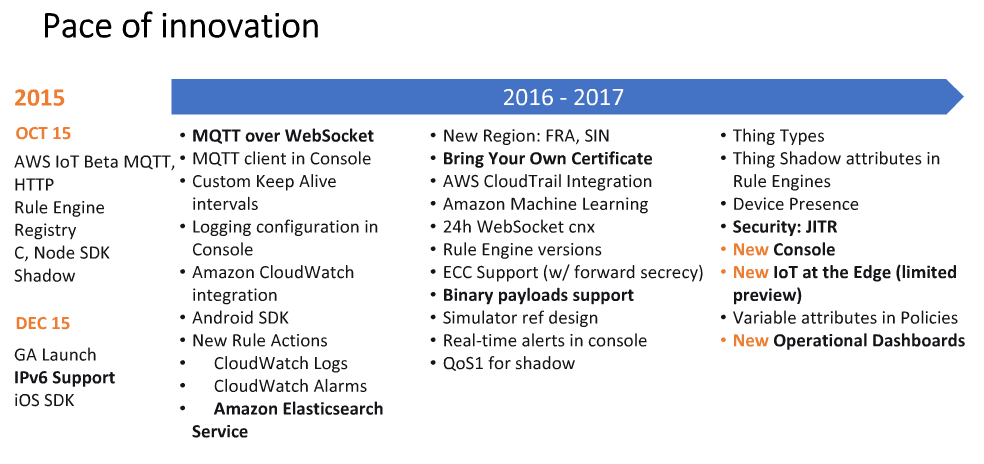 Pace of innovation
2015
2016 - 2017
OCT 15
AWS IoT Beta MQTT,
HTTP
Rule Engine
Registry
C, Node SDK
Shadow
DEC 15
GA Launch
IPv6 Support
iOS SDK
• MQTT over WebSocket
• MQTT client in Console
• Custom Keep Alive
intervals
• Logging configuration in
Console
• Amazon CloudWatch
integration
• Android SDK
• New Rule Actions
• CloudWatch Logs
• CloudWatch Alarms
• Amazon Elasticsearch
Service
• New Region: FRA, SIN
• Bring Your Own Certificate
• AWS CloudTrail Integration
• Amazon Machine Learning
• 24h WebSocket cnx
• Rule Engine versions
• ECC Support (w/ forward secrecy)
• Binary payloads support
• Simulator ref design
• Real-time alerts in console
• QoS1 for shadow
• Thing Types
• Thing Shadow attributes in
Rule Engines
• Device Presence
• Security: JITR
• New Console
• New IoT at the Edge (limited
preview)
• Variable attributes in Policies
• New Operational Dashboards